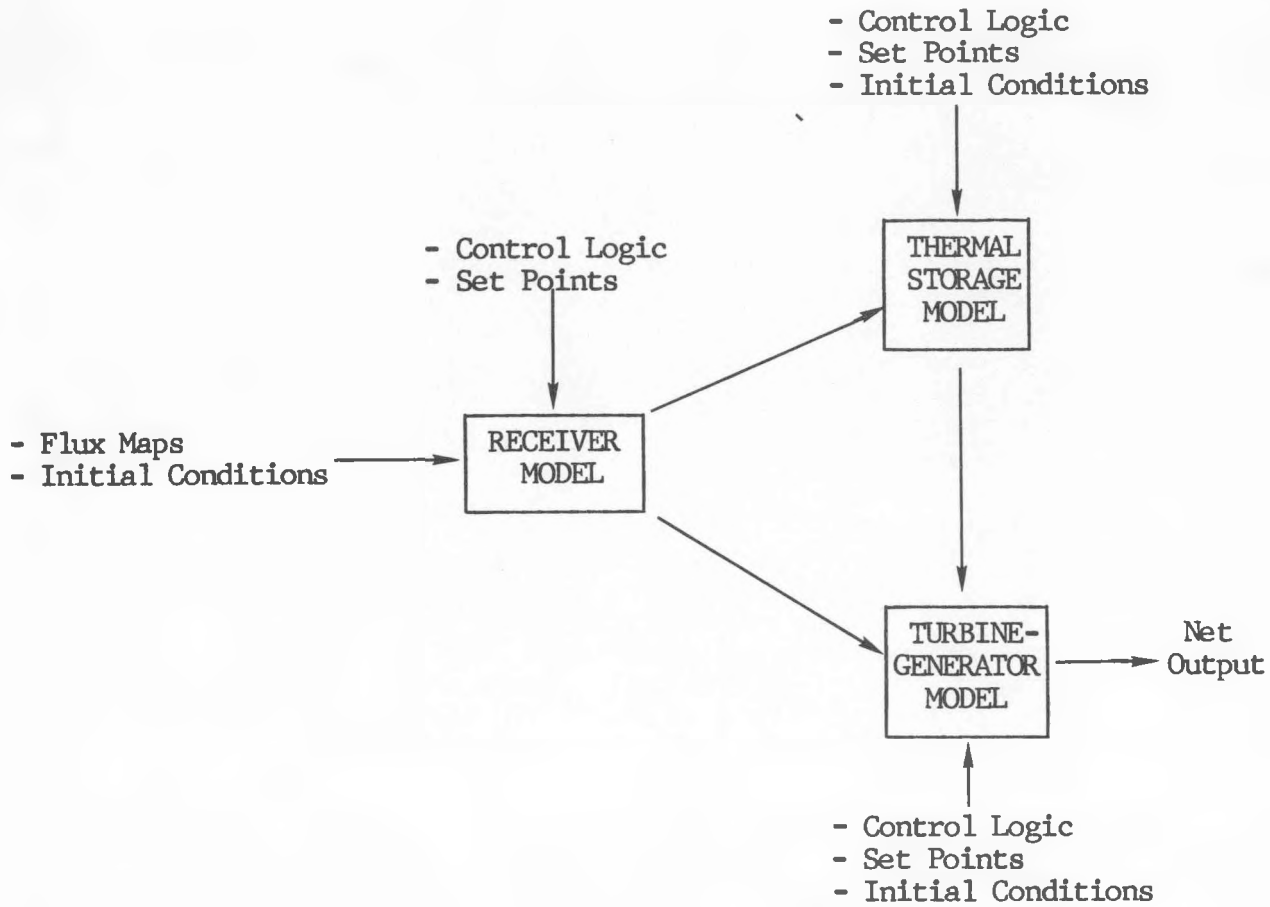 - Control Logic
- Set Points
- Initial Conditions
THERMAL
STORAGE
MODEL
- Control Logic
- Set Points
- Flux Maps
- Initial Conditions
RECEIVER
MODEL
TURBINE-
GENERATOR
MODEL
Net
Output
- Control Logic
- Set Points
- Initial Conditions